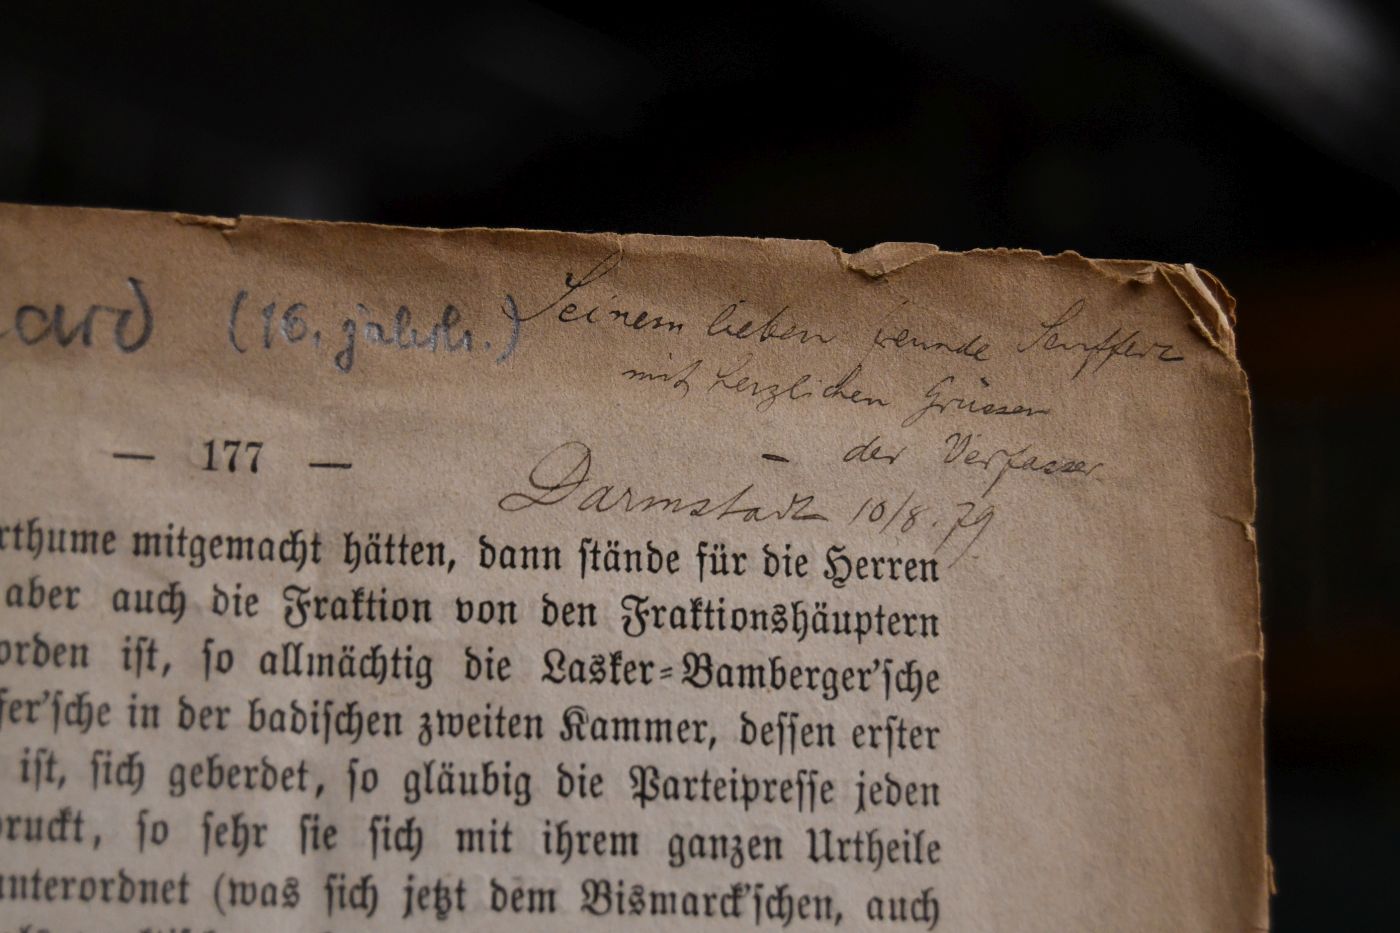 ard (16. jahrh.)
Seinem lieben Freunde Seuffert
mit herzlichen Grüssen
– der Verfasser.
Darmstadt 10/8. 79
— 177 —
rthume mitgemacht hätten, dann stände für die Herren
aber auch die Fraktion von den Fraktionshäuptern
orden ist, so allmächtig die Lasker-Bamberger'sche
fer'sche in der badischen zweiten Kammer, dessen erster
ist, sich geberdet, so gläubig die Parteipresse jeden
druckt, so sehr sie sich mit ihrem ganzen Urtheile
unterordnet (was sich jetzt dem Bismarck'schen, auch